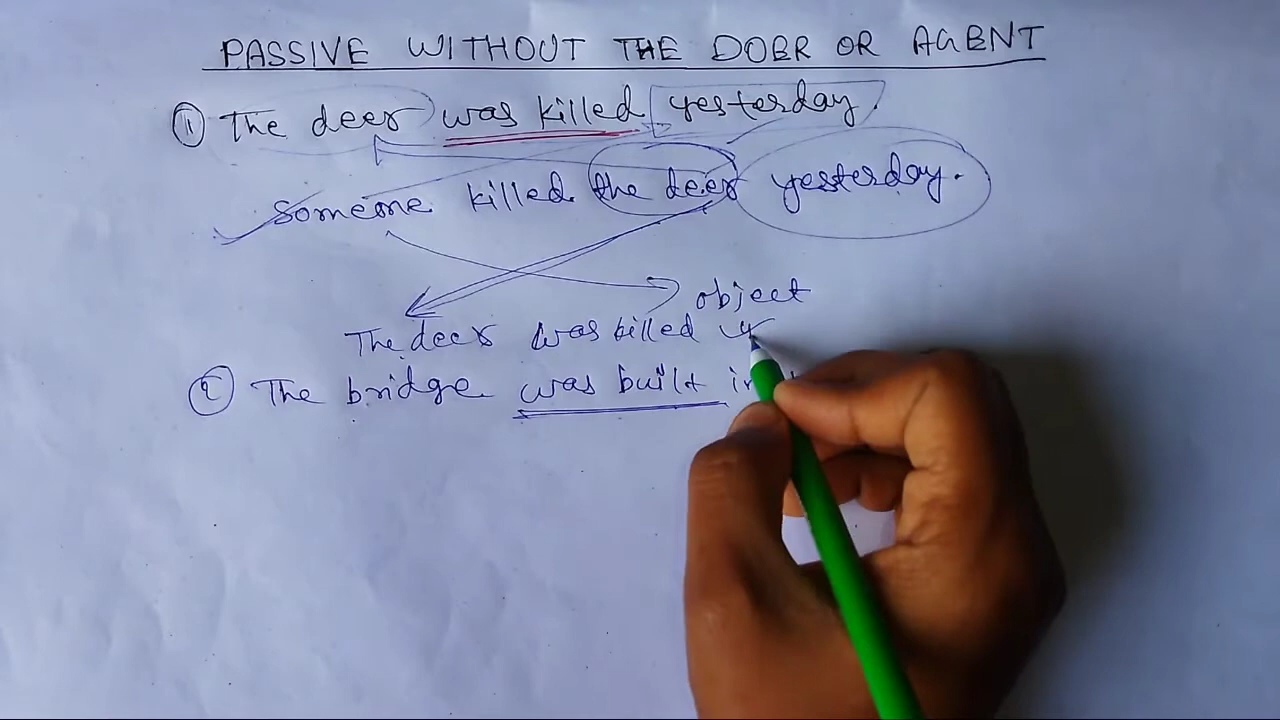 PASSIVE WITHOUT THE DOER OR AGENT
① The deer was killed yesterday.
Someone killed the deer yesterday.
object
The deer was killed
② The bridge was built in